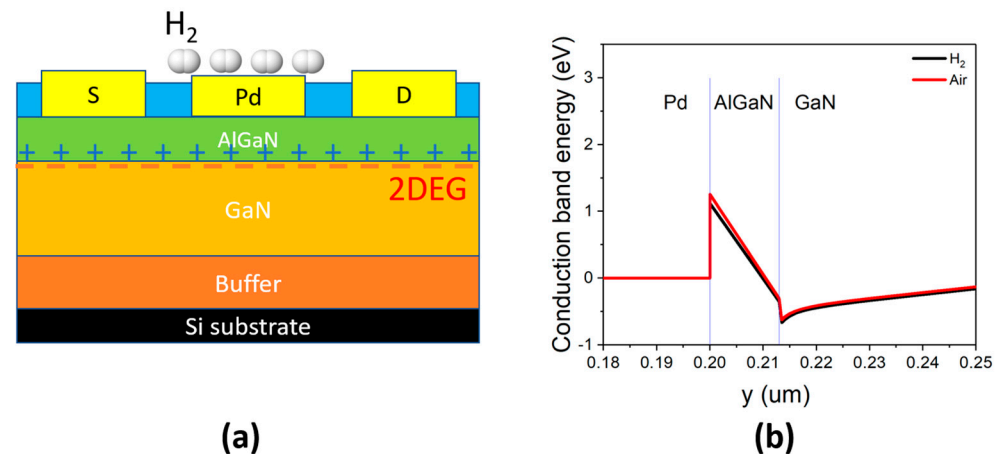 H₂
S
Pd
D
AlGaN
+ + + + + + + + + + + +
2DEG
GaN
Buffer
Si substrate
(a)
Conduction band energy (eV)
3
2
1
0
-1
H₂
Air
Pd
AlGaN
GaN
0.18 0.19 0.20 0.21 0.22 0.23 0.24 0.25
y (um)
(b)